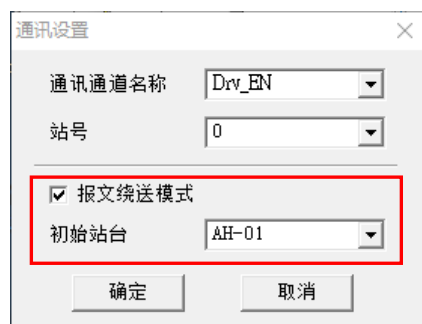 通讯设置
通讯通道名称 Drv_EN
站号 0
报文绕送模式
初始站台 AH-01
确定 取消